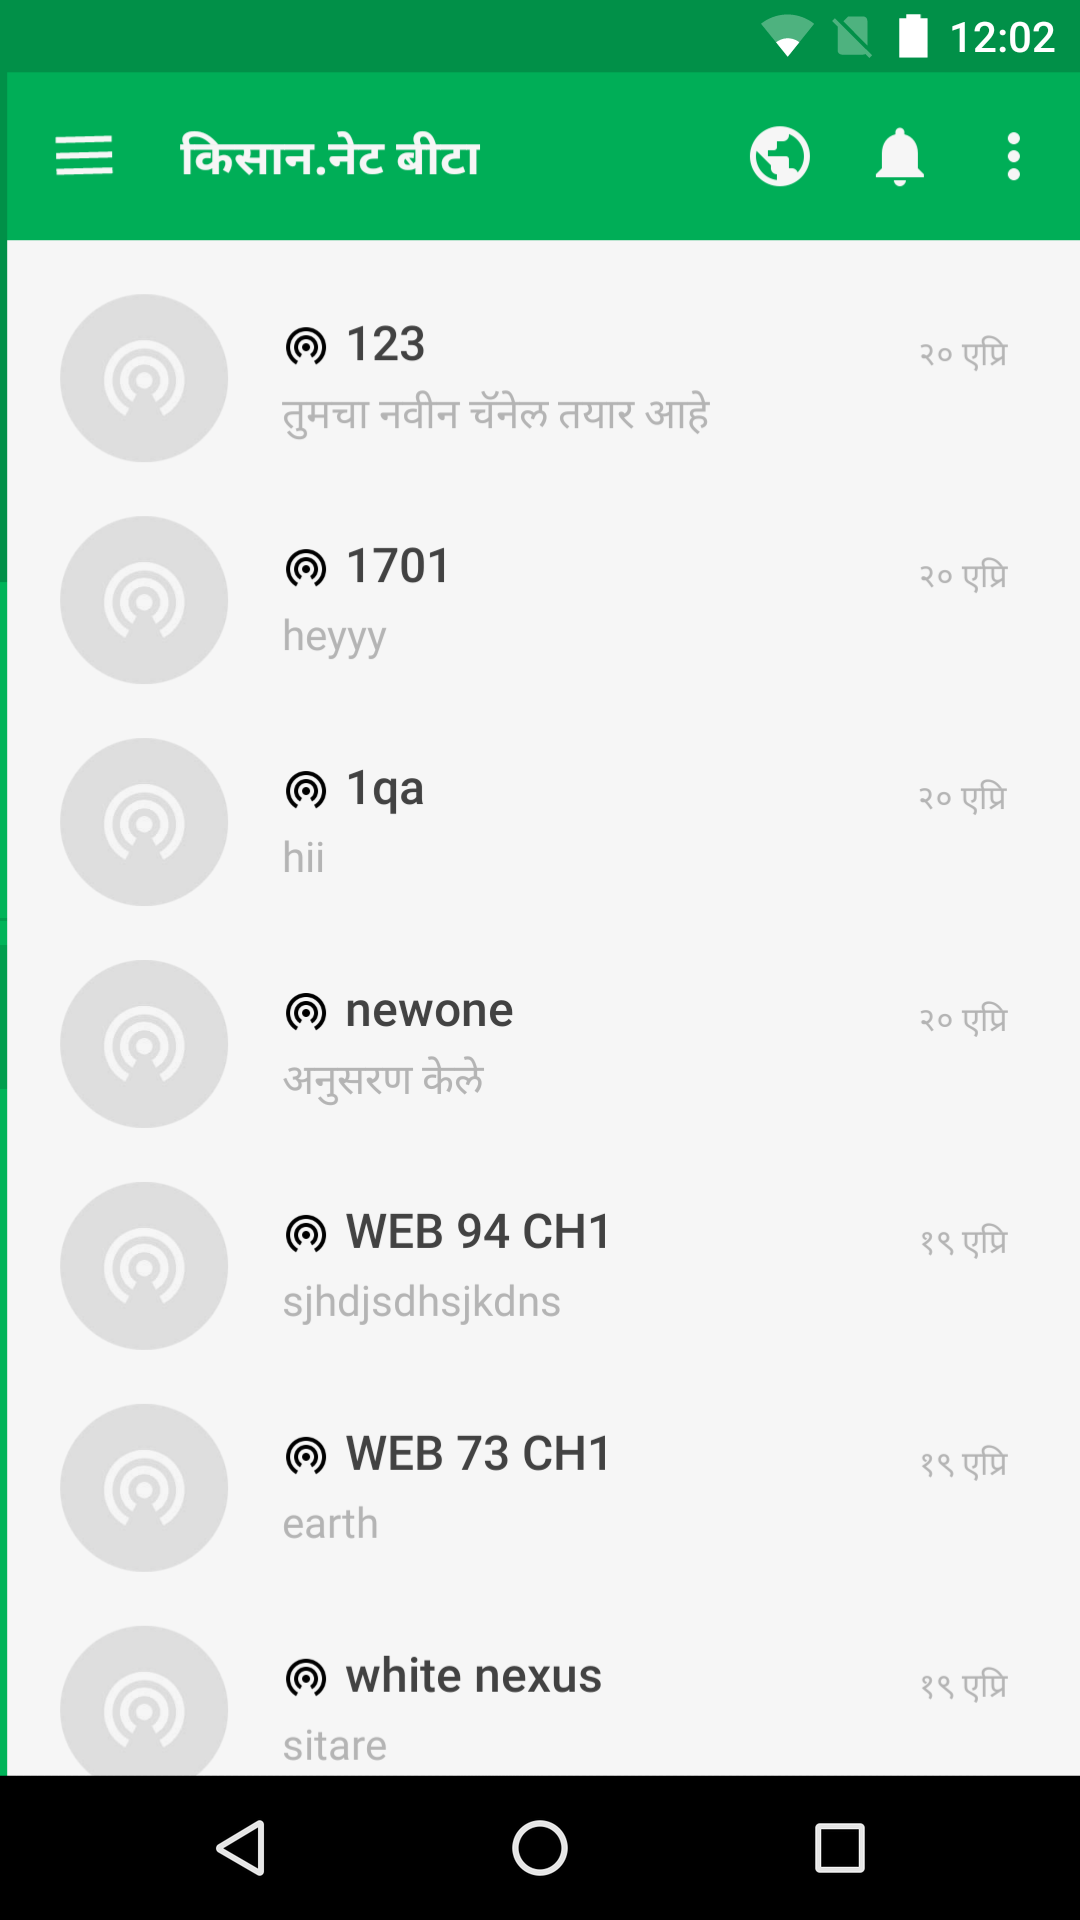 12:02
किसान.नेट बीटा
123
२० एप्रि
तुमचा नवीन चॅनेल तयार आहे
1701
२० एप्रि
heyyy
1qa
२० एप्रि
hii
newone
२० एप्रि
अनुसरण केले
WEB 94 CH1
१९ एप्रि
sjhdjsdhsjkdns
WEB 73 CH1
१९ एप्रि
earth
white nexus
१९ एप्रि
sitare